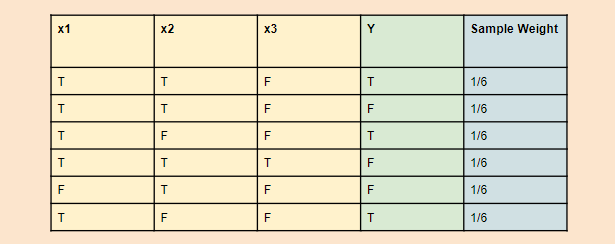 x1 x2 x3 Y Sample Weight
T T F T 1/6
T T F F 1/6
T F F T 1/6
T T T F 1/6
F T F F 1/6
T F F T 1/6